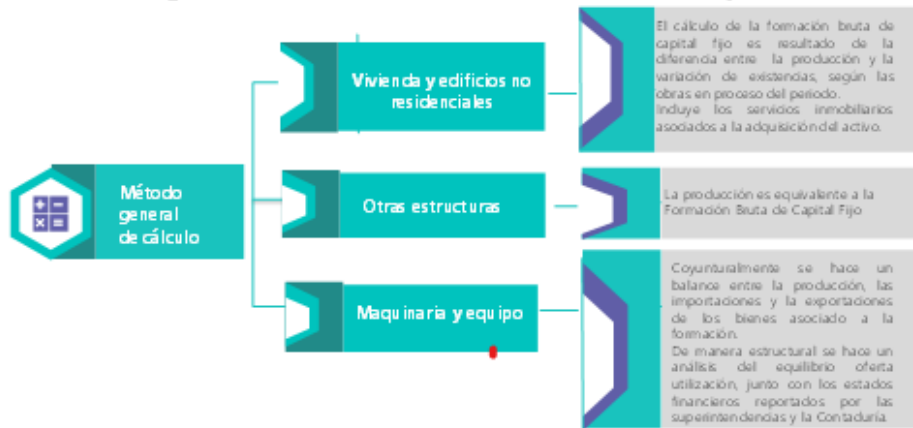 Método
general
de cálculo
Vivienda y edificios no
residenciales
El cálculo de la formación bruta de
capital fijo es resultado de la
diferencia entre la producción y la
variación de existencias, según las
obras en proceso del periodo.
Incluye los servicios inmobiliarios
asociados a la adquisición del activo.
Otras estructuras
La producción es equivalente a la
Formación Bruta de Capital Fijo
Maquinaria y equipo
Coyunturalmente se hace un
balance entre la producción, las
importaciones y la exportaciones
de los bienes asociado a la
formación.
De manera estructural se hace un
análisis del equilibrio oferta
utilización, junto con los estados
financieros reportados por las
superintendencias y la Contaduría.